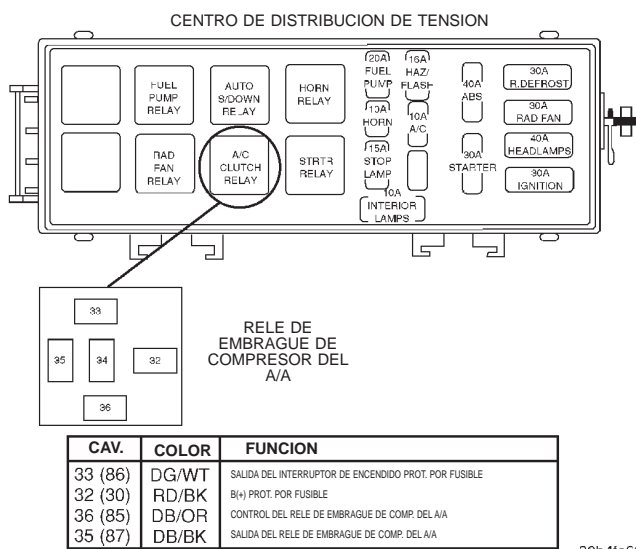 CENTRO DE DISTRIBUCION DE TENSION
FUEL PUMP RELAY
AUTO S/DOWN RELAY
HORN RELAY
20A FUEL PUMP
16A HAZ/ FLASH
40A ABS
30A R.DEFROST
30A RAD FAN
10A HORN
10A A/C
40A HEADLAMPS
RAD FAN RELAY
A/C CLUTCH RELAY
STRTR RELAY
15A STOP LAMP
30A STARTER
30A IGNITION
10A INTERIOR LAMPS
33
35 34 32
36
RELE DE
EMBRAGUE DE
COMPRESOR DEL
A/A
CAV. COLOR FUNCION
33 (86) DG/WT SALIDA DEL INTERRUPTOR DE ENCENDIDO PROT. POR FUSIBLE
32 (30) RD/BK B(+) PROT. POR FUSIBLE
36 (85) DB/OR CONTROL DEL RELE DE EMBRAGUE DE COMP. DEL A/A
35 (87) DB/BK SALIDA DEL RELE DE EMBRAGUE DE COMP. DEL A/A